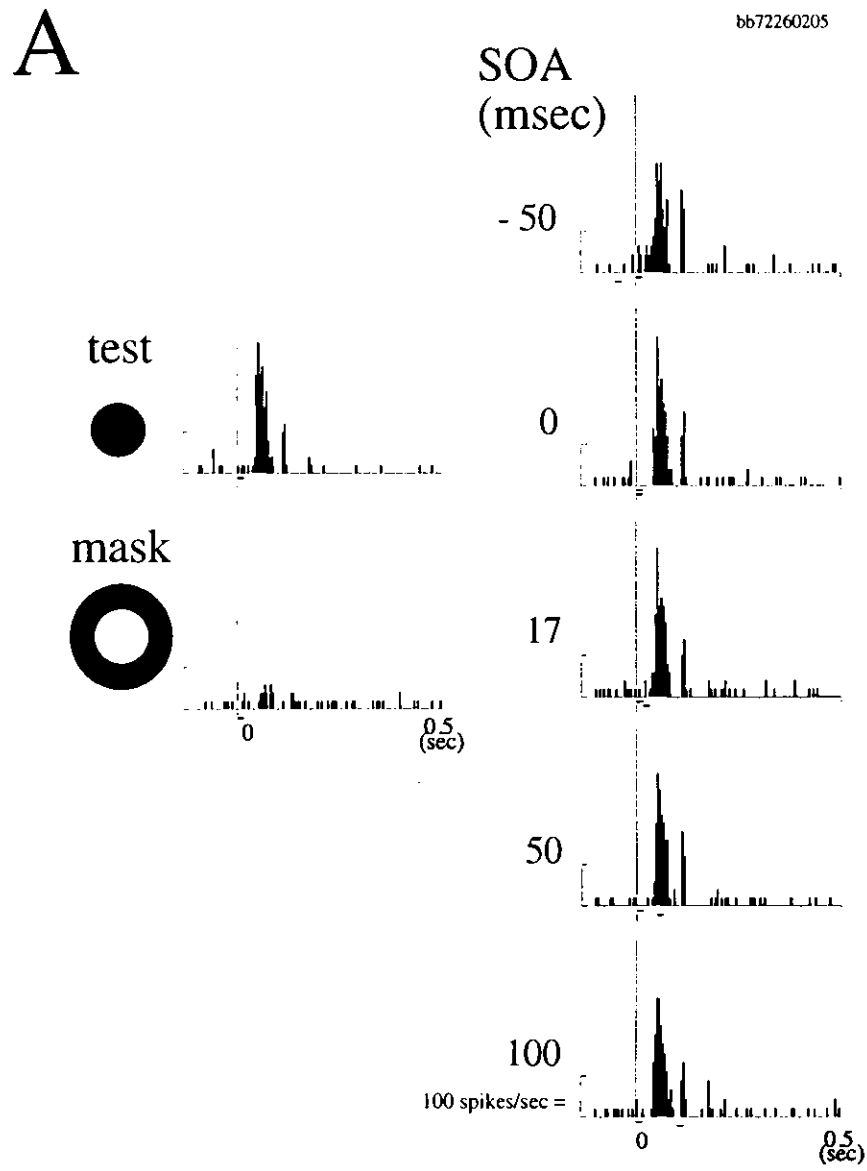 A
bb72260205
SOA
(msec)
- 50
test
0
mask
17
0
0.5
(sec)
50
100
100 spikes/sec =
0
0.5
(sec)